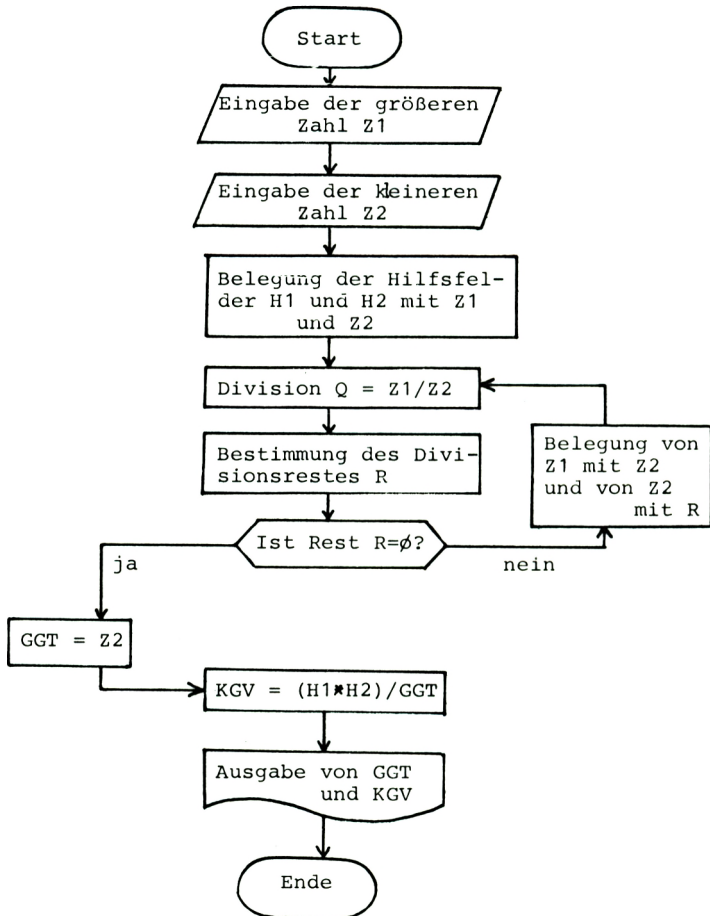 Start
Eingabe der größeren
Zahl Z1
Eingabe der kleineren
Zahl Z2
Belegung der Hilfsfel-
der H1 und H2 mit Z1
und Z2
Division Q = Z1/Z2
Bestimmung des Divi-
sionsrestes R
Belegung von
Z1 mit Z2
und von Z2
mit R
Ist Rest R=ø?
ja
nein
GGT = Z2
KGV = (H1*H2)/GGT
Ausgabe von GGT
und KGV
Ende